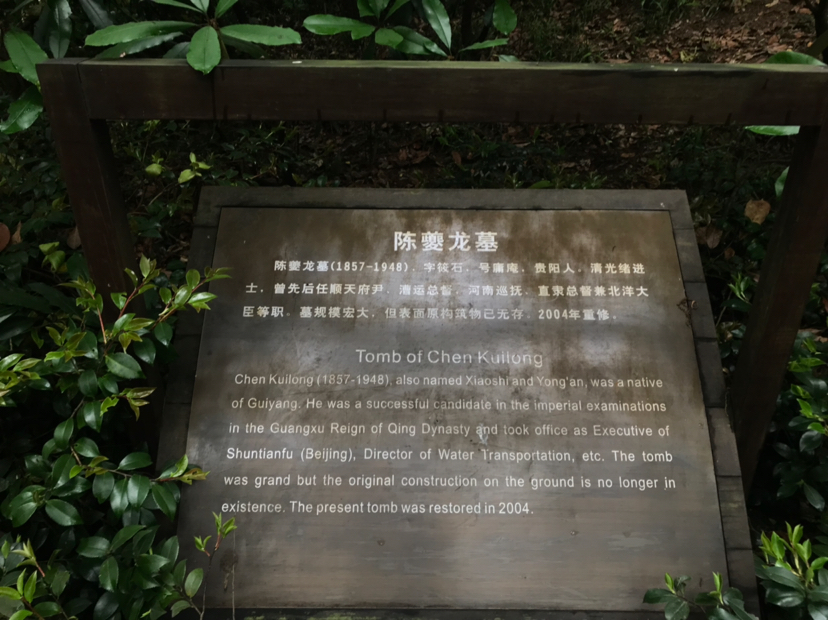 陈夔龙墓
陈夔龙墓(1857-1948)，字筱石，号庸庵，贵阳人，清光绪进
士，曾先后任顺天府尹、漕运总督、河南巡抚、直隶总督兼北洋大
臣等职。墓规模宏大，但表面原构筑物已无存。2004年重修。
Tomb of Chen Kuilong
Chen Kuilong (1857-1948), also named Xiaoshi and Yong'an, was a native
of Guiyang. He was a successful candidate in the imperial examinations
in the Guangxu Reign of Qing Dynasty and took office as Executive of
Shuntianfu (Beijing), Director of Water Transportation, etc. The tomb
was grand but the original construction on the ground is no longer in
existence. The present tomb was restored in 2004.